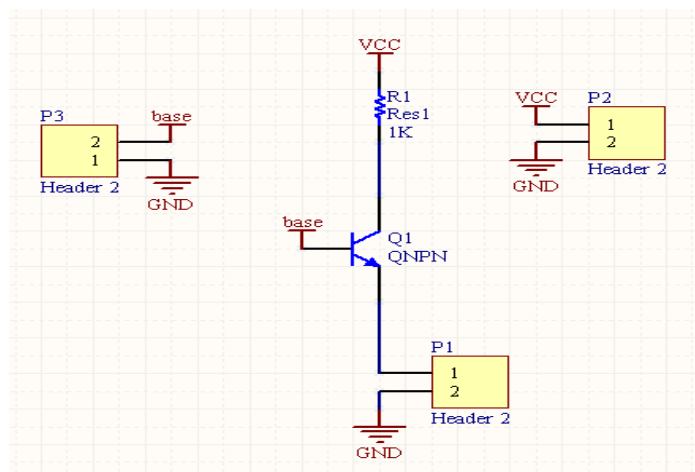 VCC
R1
Res1
1K
P3
base
2
1
Header 2
GND
VCC
P2
1
2
Header 2
GND
base
Q1
QNPN
P1
1
2
Header 2
GND